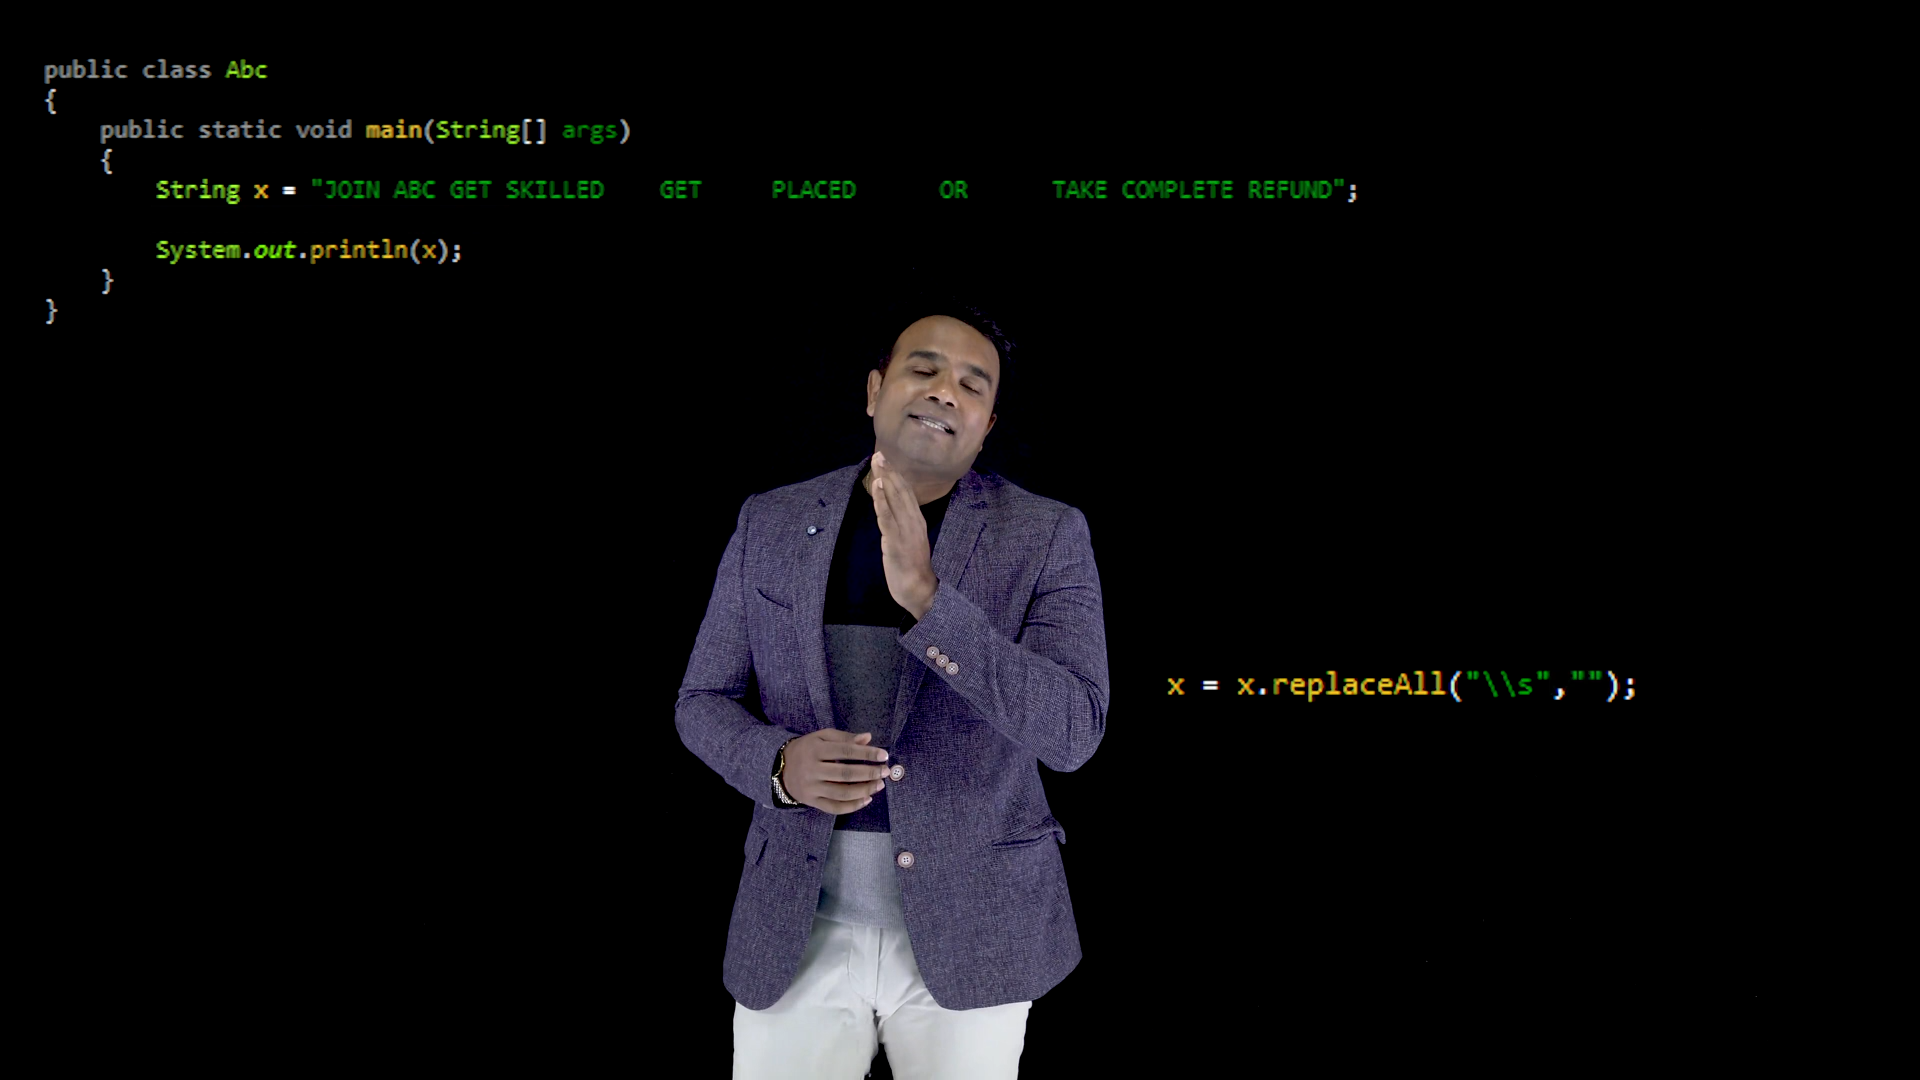 public class Abc
{
    public static void main(String[] args)
    {
        String x = "JOIN ABC GET SKILLED    GET     PLACED      OR      TAKE COMPLETE REFUND";
        System.out.println(x);
    }
}
x = x.replaceAll("\\s","");